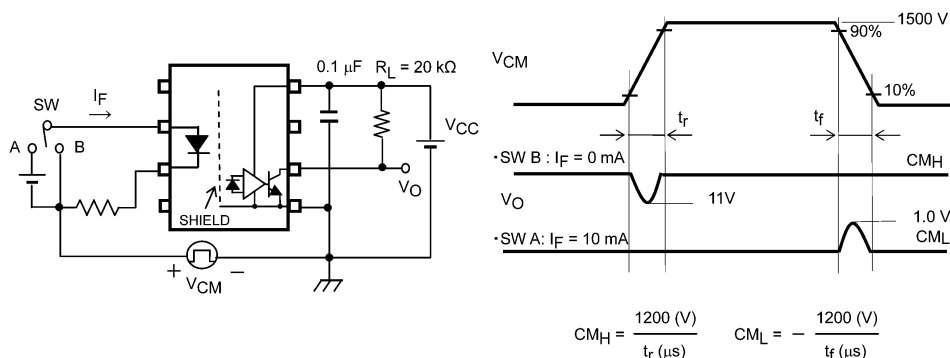 SW
I_F
A
B
0.1 μF
R_L = 20 kΩ
V_CC
V_O
SHIELD
+
−
V_CM
V_CM
1500 V
90%
10%
t_r
t_f
・SW B : I_F = 0 mA
CM_H
V_O
11V
1.0 V
・SW A: I_F = 10 mA
CM_L
CM_H = 1200 (V) / t_r (μs)
CM_L = − 1200 (V) / t_f (μs)